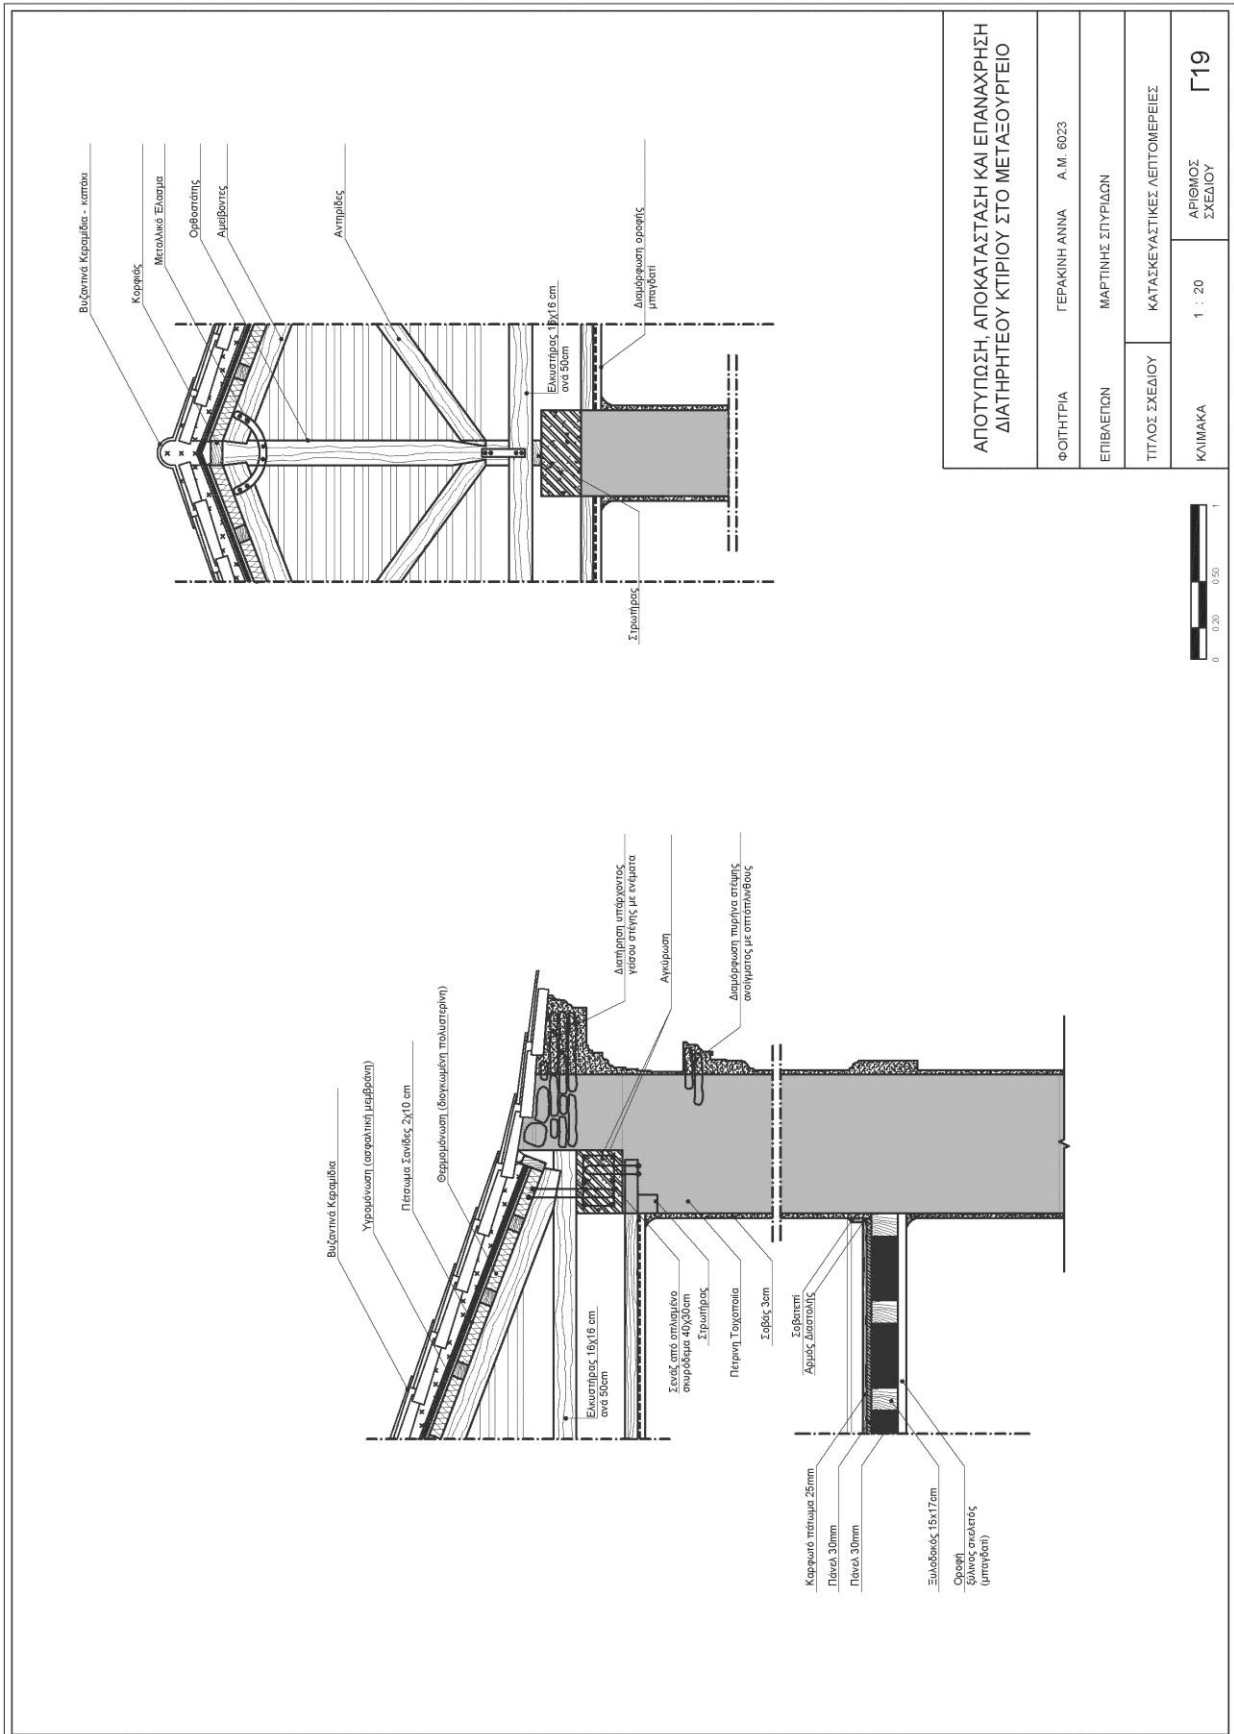 Βυζαντινά Κεραμίδια - καπάκι
Κορφιάς
Μεταλλικό Έλασμα
Ορθοστάτης
Αμείβοντες
Αντηρίδες
Ελκυστήρας 16χ16 cm
ανά 50cm
Διαμόρφωση οροφής
μπαγδατί
Στρωτήρας
Βυζαντινά Κεραμίδια
Υγρομόνωση (ασφαλτική μεμβράνη)
Πέτσωμα Σανίδες 2χ10 cm
Θερμομόνωση (διογκωμένη πολυστερίνη)
Ελκυστήρας 16χ16 cm
ανά 50cm
Διατήρηση υπάρχοντος
γείσου στέγης με ενέματα
Αγκύρωση
Διαμόρφωση πυρήνα στέψης
ανοίγματος με οπτόπλινθους
Σενάζ από οπλισμένο
σκυρόδεμα 40χ30cm
Στρωτήρας
Πέτρινη Τοιχοποιία
Σοβάς 3cm
Σοβατεπί
Αρμός Διαστολής
Καρφωτό πάτωμα 25mm
Πάνελ 30mm
Πάνελ 30mm
Ξυλοδοκός 15x17cm
Οροφή
ξύλινος σκελετός
(μπαγδατί)
ΑΠΟΤΥΠΩΣΗ, ΑΠΟΚΑΤΑΣΤΑΣΗ ΚΑΙ ΕΠΑΝΑΧΡΗΣΗ
ΔΙΑΤΗΡΗΤΕΟΥ ΚΤΙΡΙΟΥ ΣΤΟ ΜΕΤΑΞΟΥΡΓΕΙΟ
ΦΟΙΤΗΤΡΙΑ ΓΕΡΑΚΙΝΗ ΑΝΝΑ Α.Μ. 6023
ΕΠΙΒΛΕΠΩΝ ΜΑΡΤΙΝΗΣ ΣΠΥΡΙΔΩΝ
ΤΙΤΛΟΣ ΣΧΕΔΙΟΥ ΚΑΤΑΣΚΕΥΑΣΤΙΚΕΣ ΛΕΠΤΟΜΕΡΕΙΕΣ
ΚΛΙΜΑΚΑ 1 : 20 ΑΡΙΘΜΟΣ
ΣΧΕΔΙΟΥ Γ19
0 0.20 0.50 1